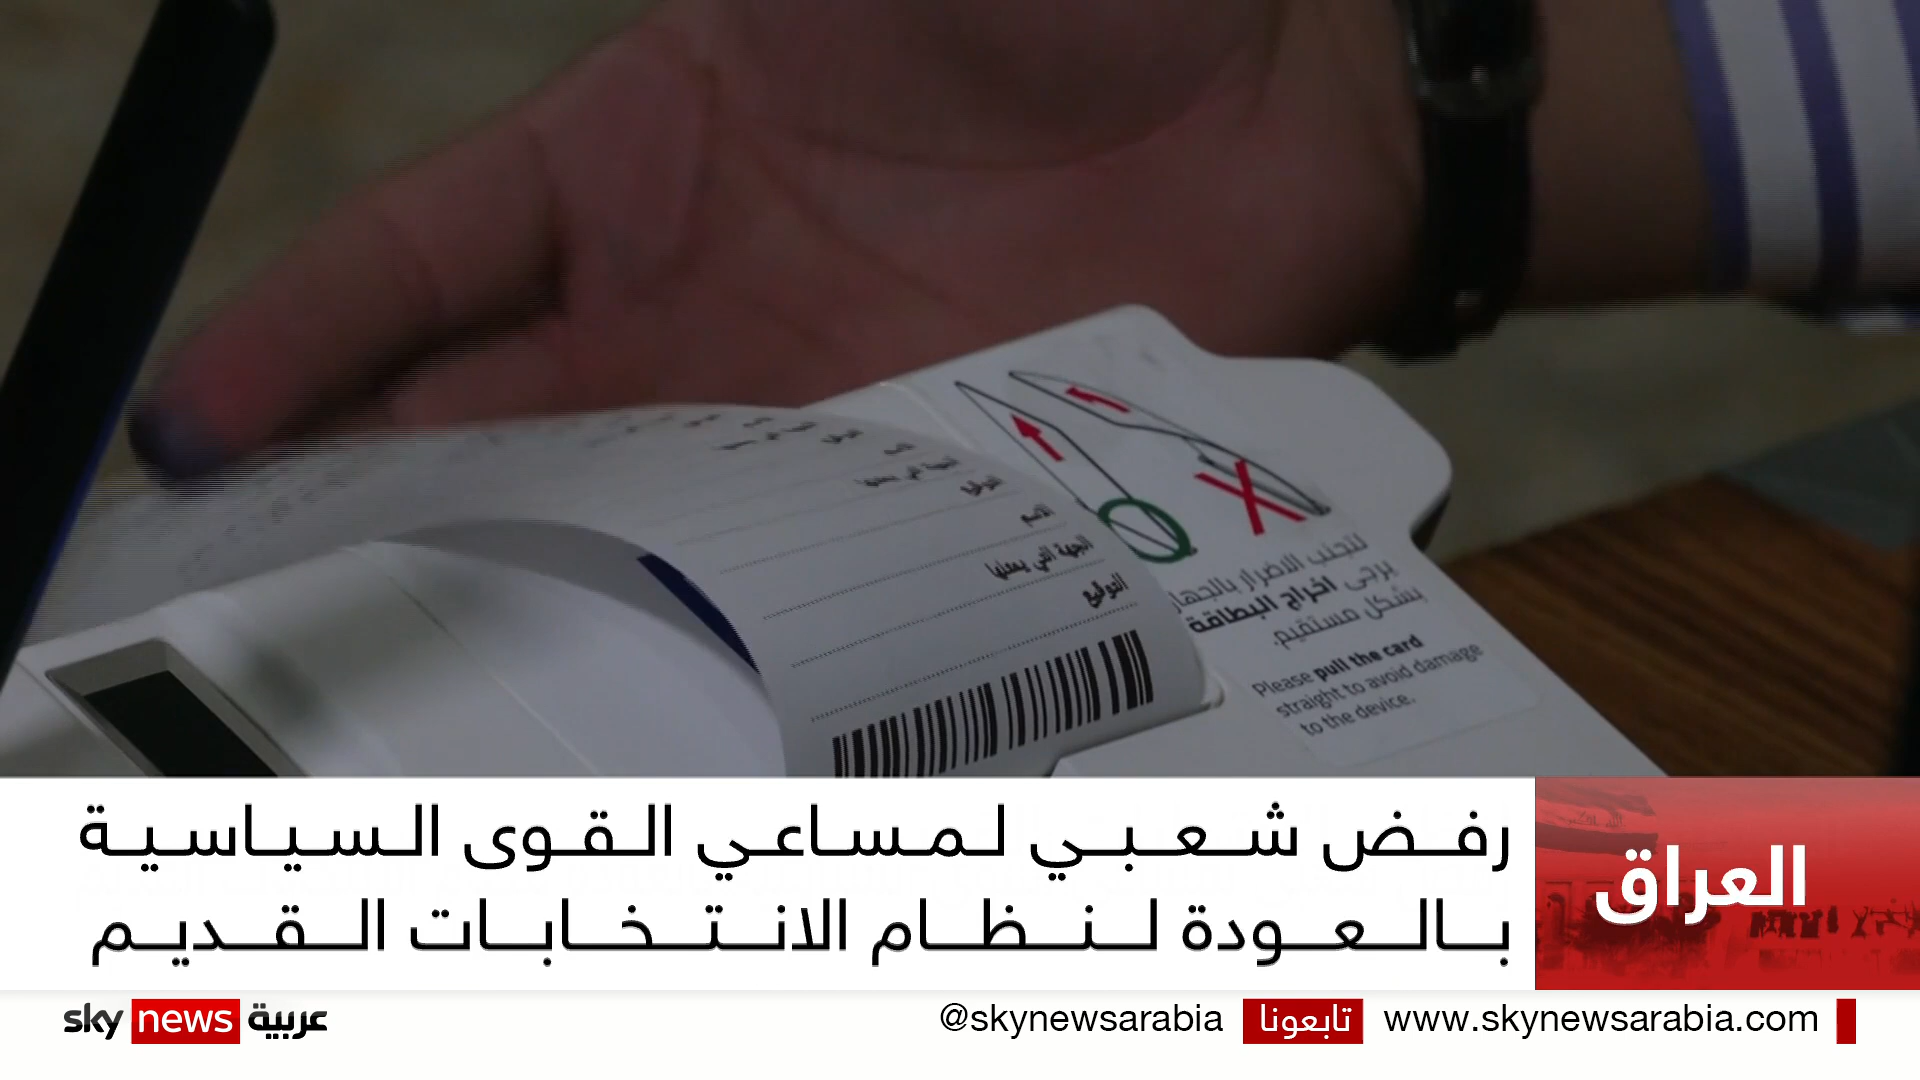 التوقيع
الاسم
الجهة التي يمثلها
التوقيع
لتجنب الاضرار بالجهاز
يرجى اخراج البطاقة
بشكل مستقيم.
Please pull the card
straight to avoid damage
to the device.
العراق
رفض شعبي لمساعي القوى السياسية
بالعودة لنظام الانتخابات القديم
sky news عربية
@skynewsarabia تابعونا www.skynewsarabia.com